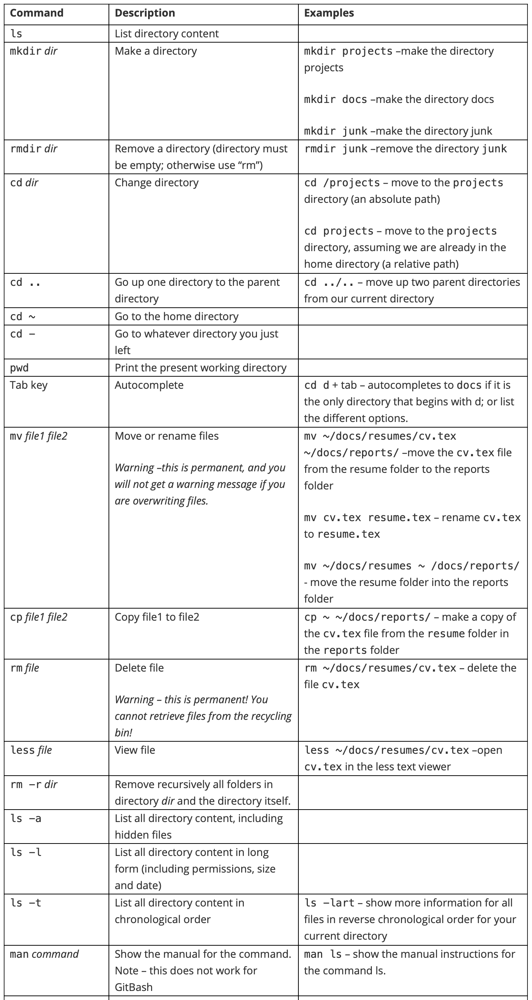 Command Description Examples
ls List directory content
mkdir dir Make a directory mkdir projects –make the directory
projects
mkdir docs –make the directory docs
mkdir junk –make the directory junk
rmdir dir Remove a directory (directory must rmdir junk –remove the directory junk
be empty; otherwise use “rm”)
cd dir Change directory cd /projects – move to the projects
directory (an absolute path)
cd projects – move to the projects
directory, assuming we are already in the
home directory (a relative path)
cd .. Go up one directory to the parent cd ../.. – move up two parent directories
directory from our current directory
cd ~ Go to the home directory
cd – Go to whatever directory you just
left
pwd Print the present working directory
Tab key Autocomplete cd d + tab – autocompletes to docs if it is
the only directory that begins with d; or list
the different options.
mv file1 file2 Move or rename files mv ~/docs/resumes/cv.tex
~/docs/reports/ –move the cv.tex file
Warning –this is permanent, and you from the resume folder to the reports
will not get a warning message if you folder
are overwriting files.
mv cv.tex resume.tex – rename cv.tex
to resume.tex
mv ~/docs/resumes ~ /docs/reports/
- move the resume folder into the reports
folder
cp file1 file2 Copy file1 to file2 cp ~ ~/docs/reports/ – make a copy of
the cv.tex file from the resume folder in
the reports folder
rm file Delete file rm ~/docs/resumes/cv.tex – delete the
file cv.tex
Warning – this is permanent! You
cannot retrieve files from the recycling
bin!
less file View file less ~/docs/resumes/cv.tex –open
cv.tex in the less text viewer
rm –r dir Remove recursively all folders in
directory dir and the directory itself.
ls –a List all directory content, including
hidden files
ls –l List all directory content in long
form (including permissions, size
and date)
ls –t List all directory content in ls –lart – show more information for all
chronological order files in reverse chronological order for your
current directory
man command Show the manual for the command. man ls – show the manual instructions for
Note – this does not work for the command ls.
GitBash